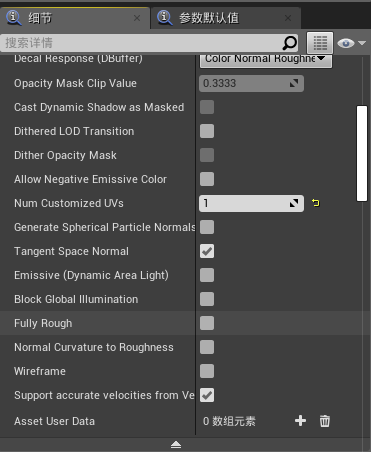 细节
参数默认值
搜索详情
Decal Response (DBuffer)
Color Normal Roughne
Opacity Mask Clip Value
0.3333
Cast Dynamic Shadow as Masked
Dithered LOD Transition
Dither Opacity Mask
Allow Negative Emissive Color
Num Customized UVs
1
Generate Spherical Particle Normals
Tangent Space Normal
Emissive (Dynamic Area Light)
Block Global Illumination
Fully Rough
Normal Curvature to Roughness
Wireframe
Support accurate velocities from Ve
Asset User Data
0 数组元素